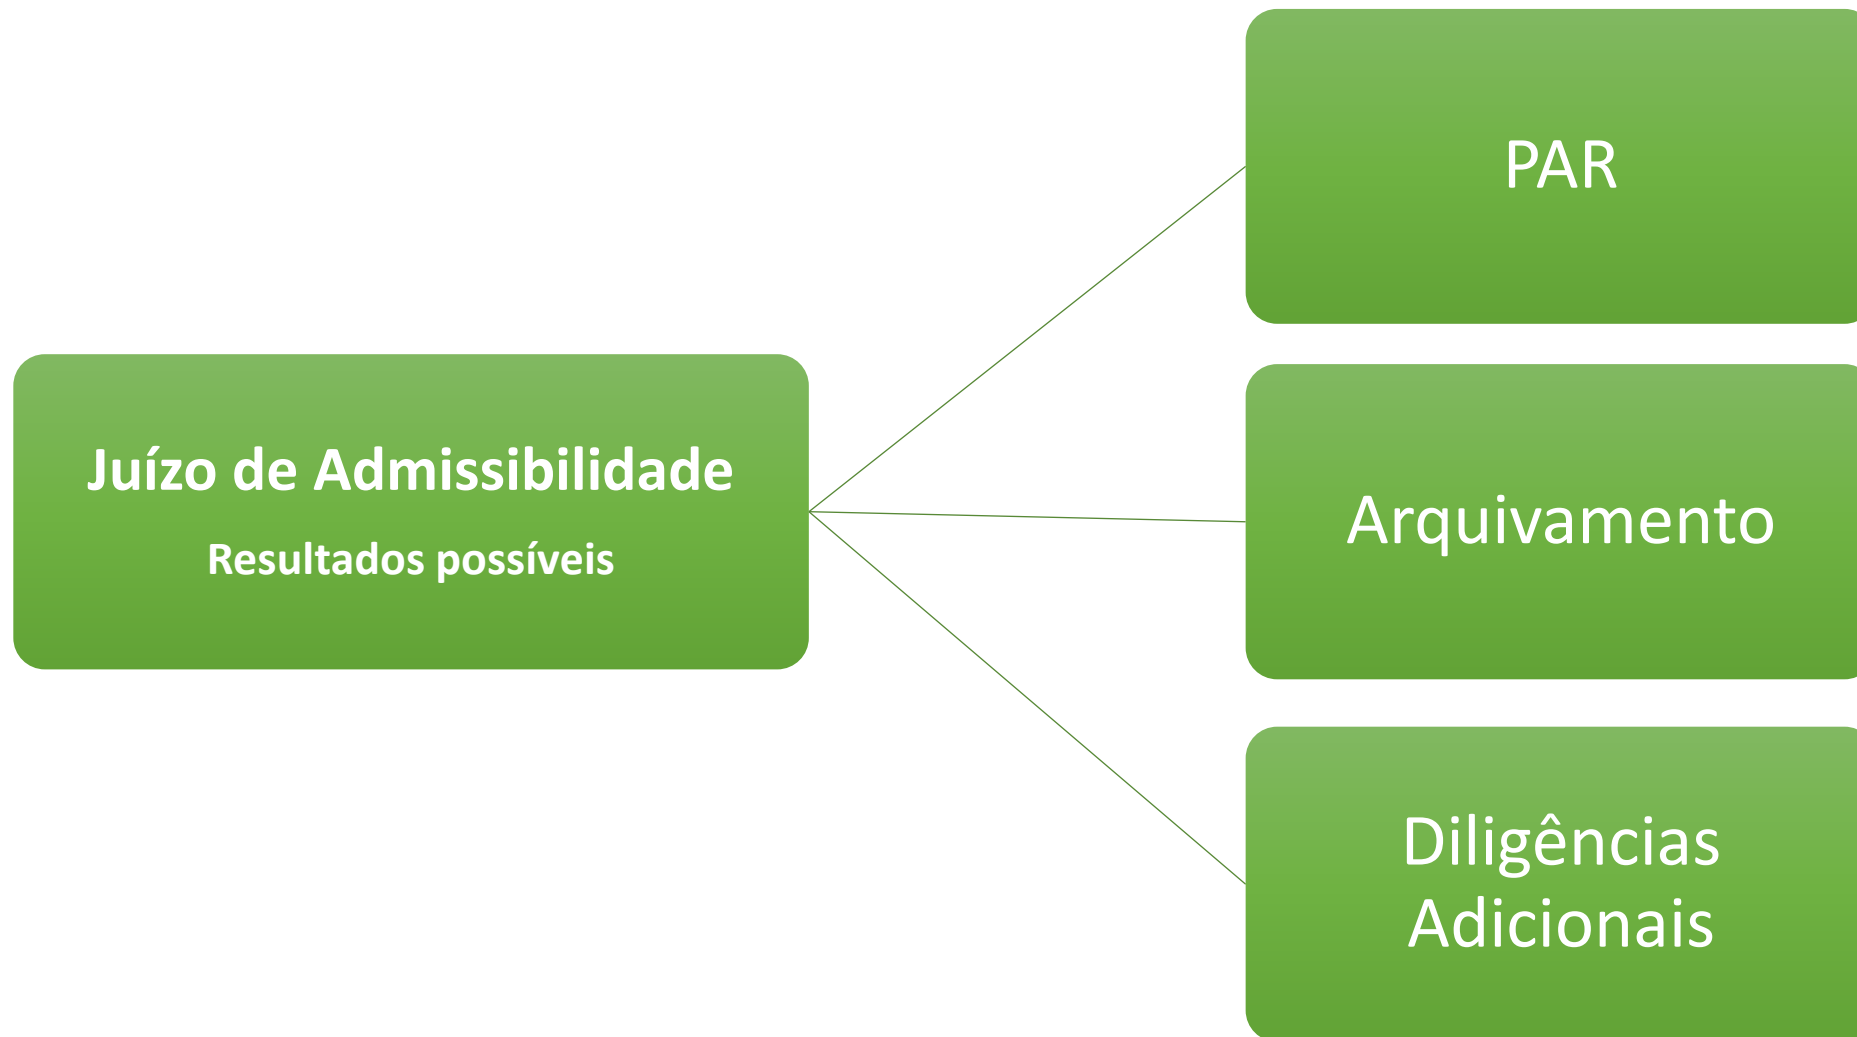 Juízo de Admissibilidade
Resultados possíveis
PAR
Arquivamento
Diligências
Adicionais